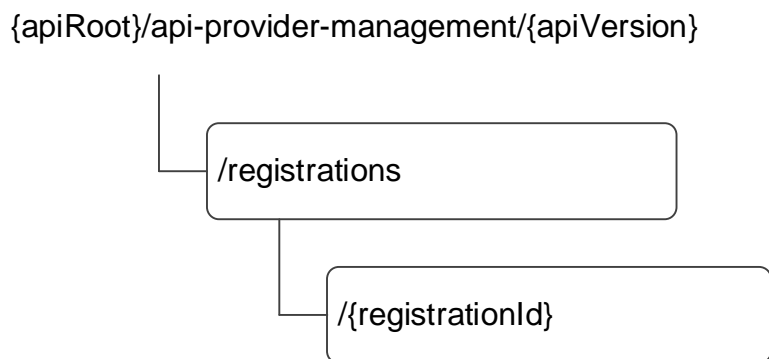 {apiRoot}/api-provider-management/{apiVersion}
/registrations
/{registrationId}